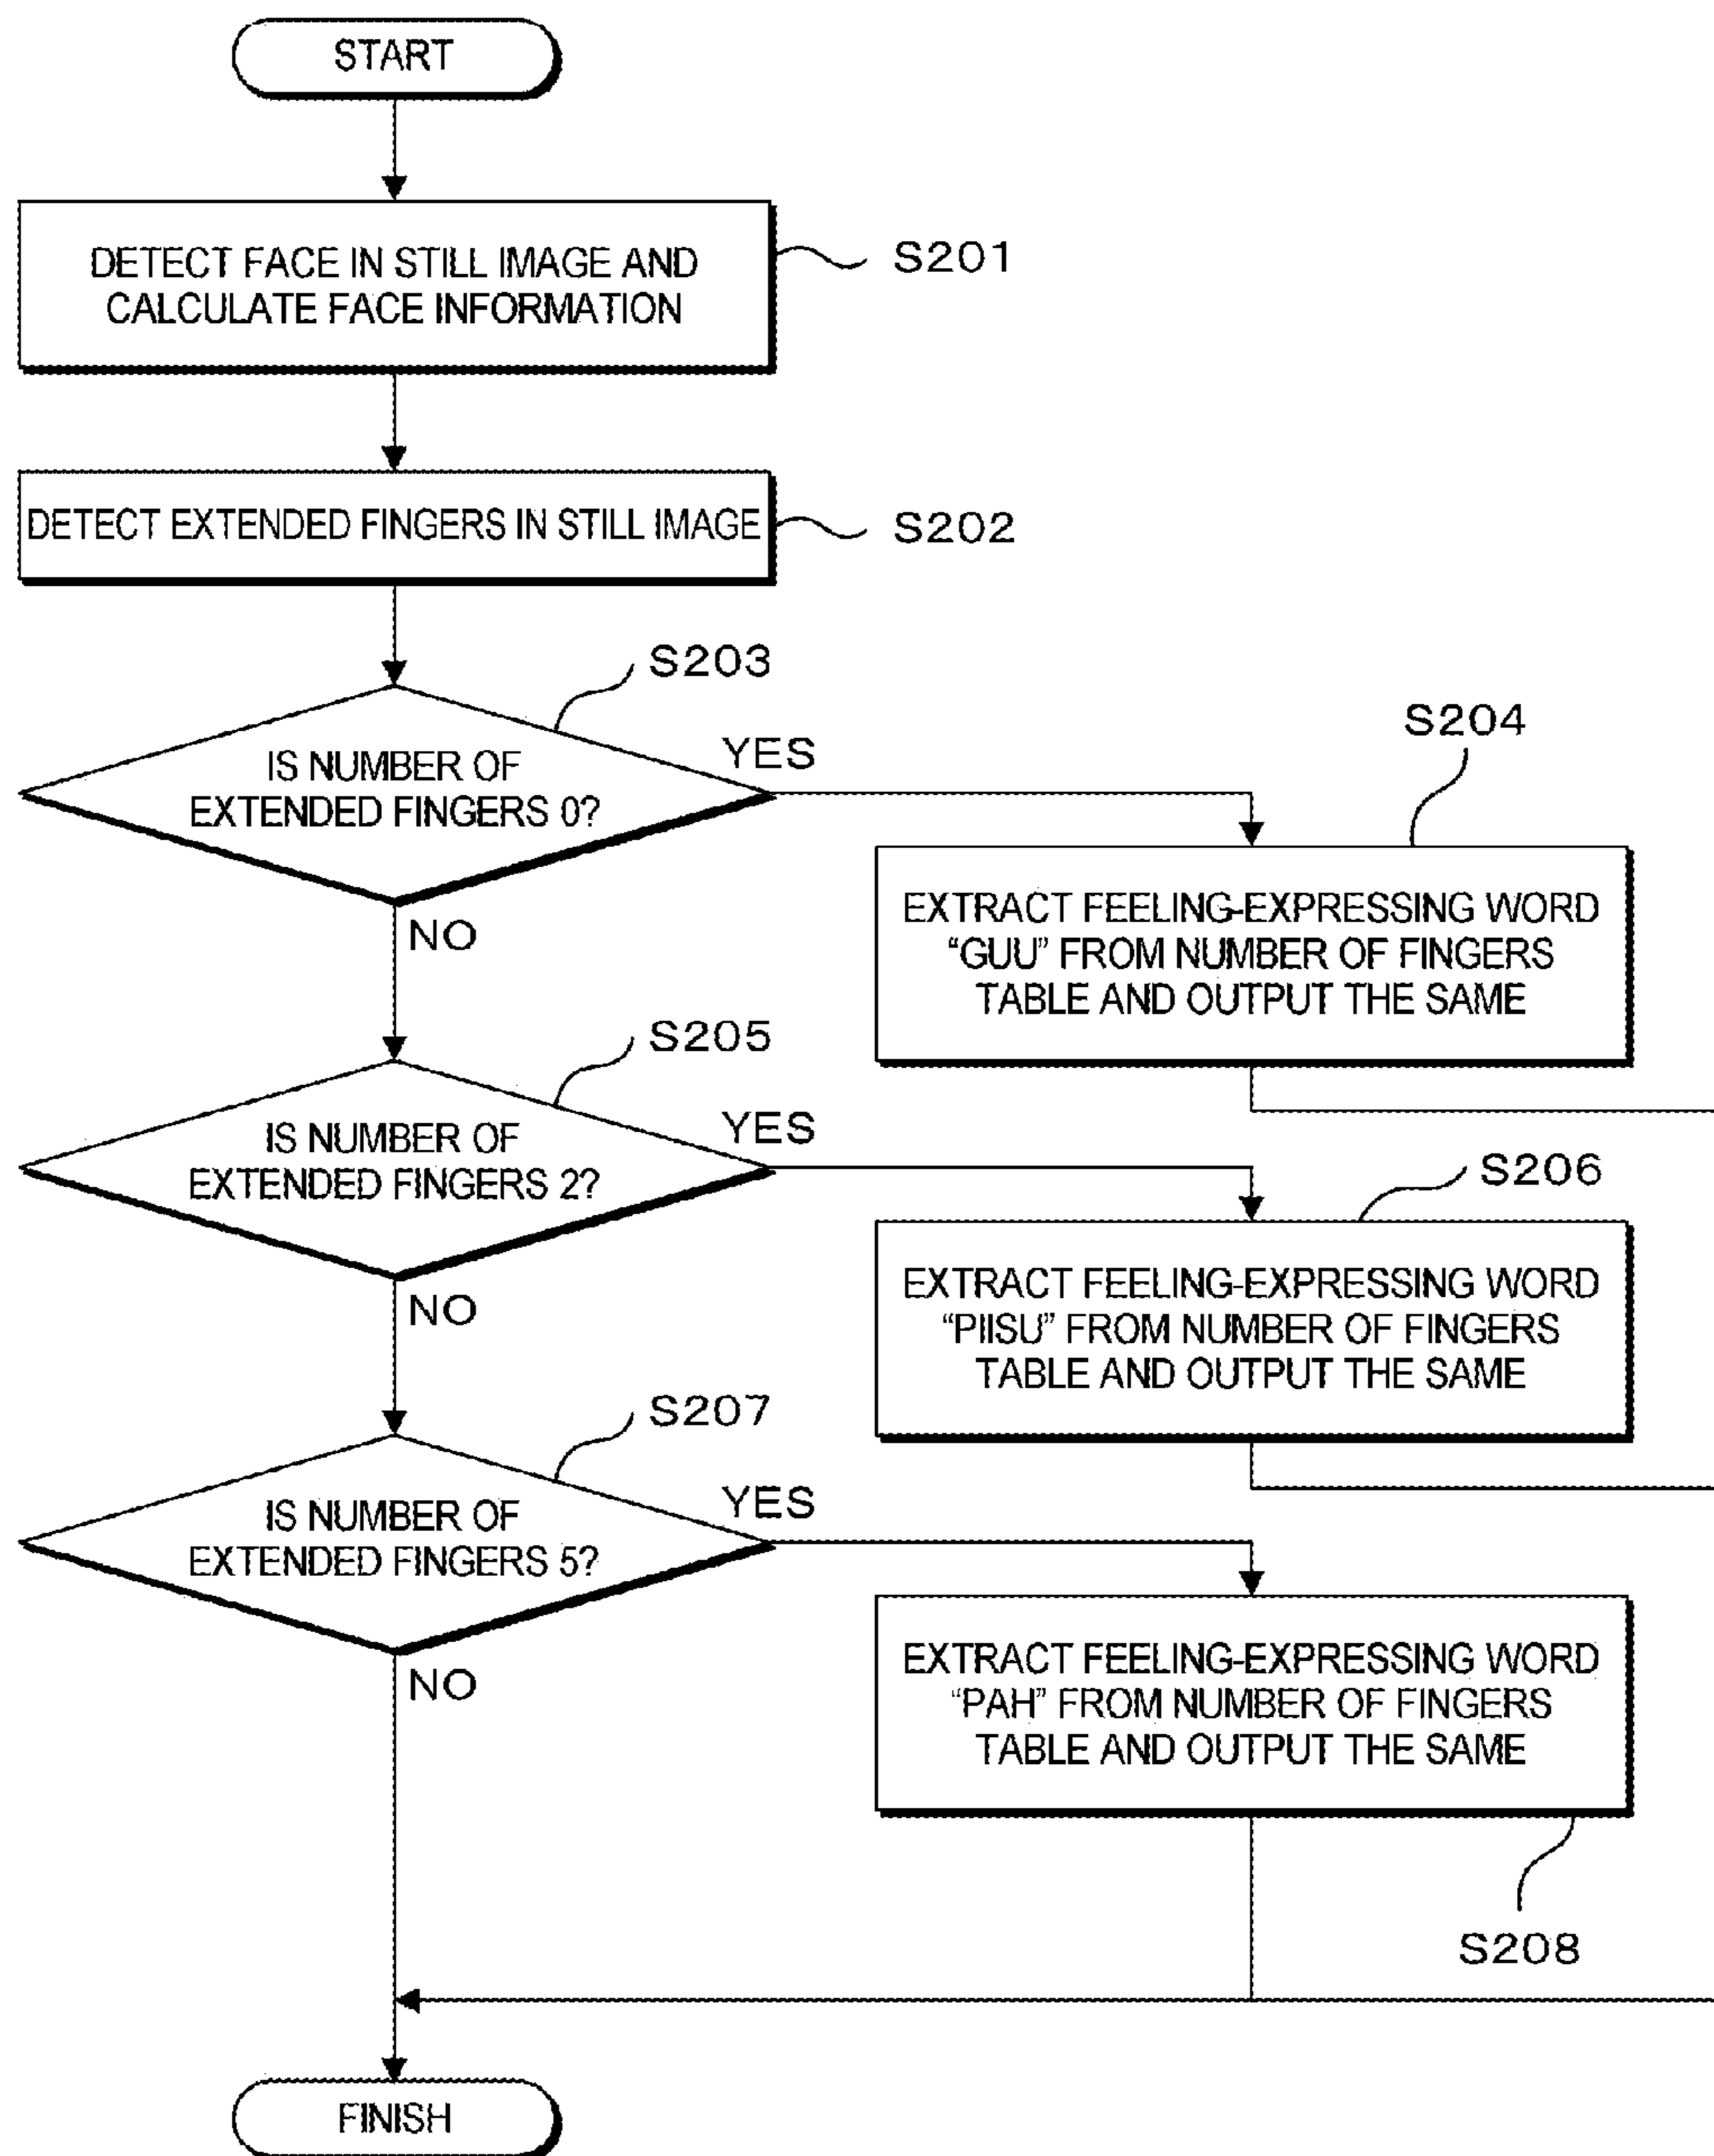 START
DETECT FACE IN STILL IMAGE AND
CALCULATE FACE INFORMATION
S201
DETECT EXTENDED FINGERS IN STILL IMAGE
S202
S203
IS NUMBER OF
EXTENDED FINGERS 0?
YES
NO
S204
EXTRACT FEELING-EXPRESSING WORD
“GUU” FROM NUMBER OF FINGERS
TABLE AND OUTPUT THE SAME
S205
IS NUMBER OF
EXTENDED FINGERS 2?
YES
NO
S206
EXTRACT FEELING-EXPRESSING WORD
“PIISU” FROM NUMBER OF FINGERS
TABLE AND OUTPUT THE SAME
S207
IS NUMBER OF
EXTENDED FINGERS 5?
YES
NO
EXTRACT FEELING-EXPRESSING WORD
“PAH” FROM NUMBER OF FINGERS
TABLE AND OUTPUT THE SAME
S208
FINISH